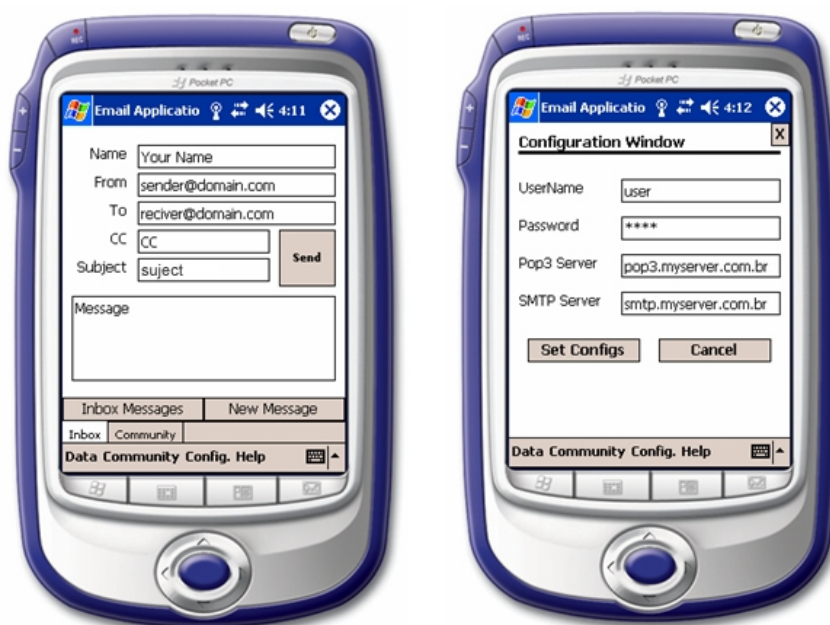 REC
Pocket PC
Email Applicatio 4:11
Name Your Name
From sender@domain.com
To reciver@domain.com
CC CC
Subject suject
Send
Message
Inbox Messages New Message
Inbox Community
Data Community Config. Help
REC
Pocket PC
Email Applicatio 4:12
Configuration Window X
UserName user
Password ****
Pop3 Server pop3.myserver.com.br
SMTP Server smtp.myserver.com.br
Set Configs Cancel
Data Community Config. Help